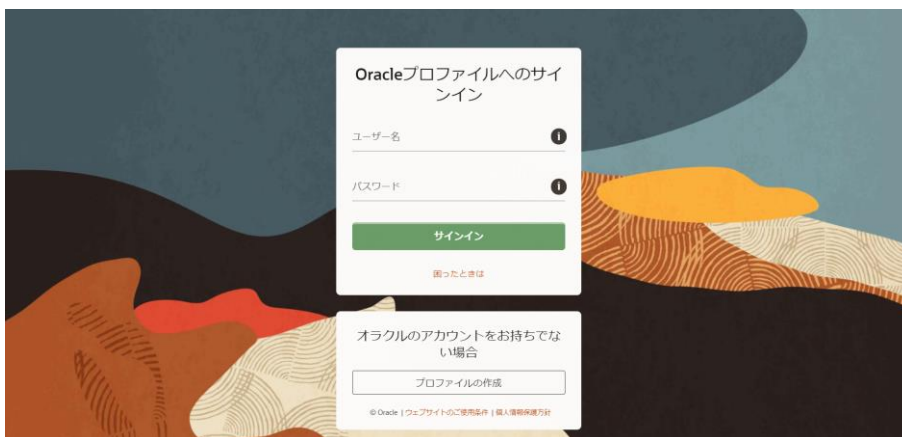 Oracleプロファイルへのサイ
ンイン
ユーザー名
パスワード
サインイン
困ったときは
オラクルのアカウントをお持ちでな
い場合
プロファイルの作成
© Oracle | ウェブサイトのご使用条件 | 個人情報保護方針